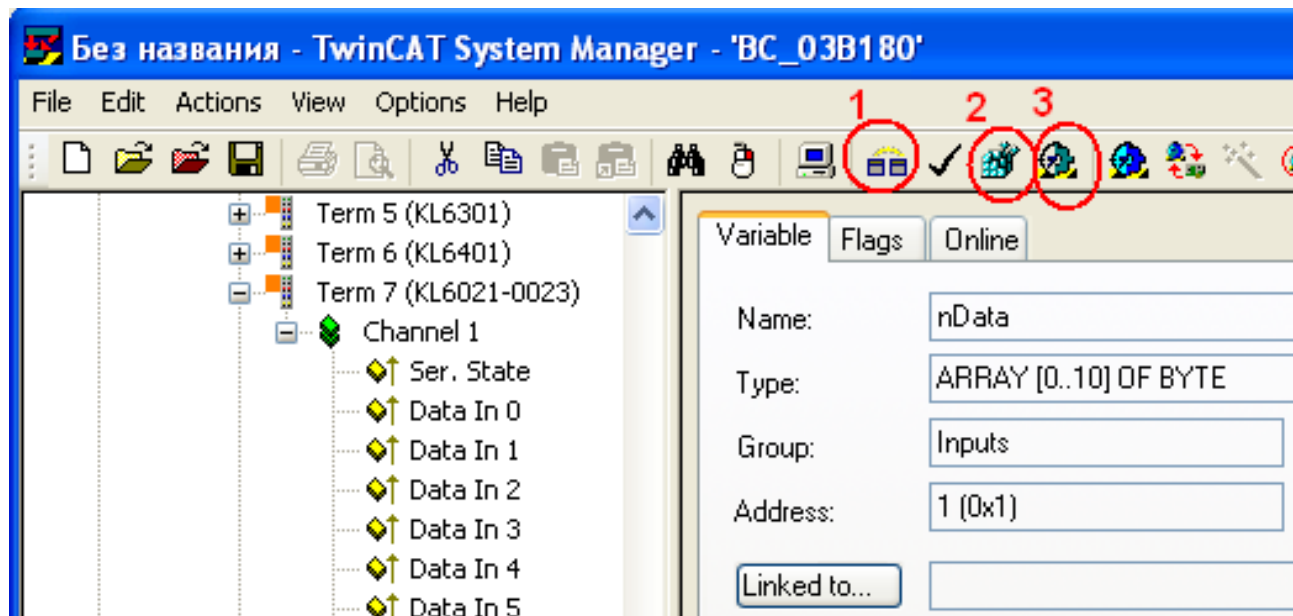 Без названия - TwinCAT System Manager - 'BC_03B180'
File Edit Actions View Options Help
1 2 3
Term 5 (KL6301)
Term 6 (KL6401)
Term 7 (KL6021-0023)
Channel 1
Ser. State
Data In 0
Data In 1
Data In 2
Data In 3
Data In 4
Data In 5
Variable Flags Online
Name: nData
Type: ARRAY [0..10] OF BYTE
Group: Inputs
Address: 1 (0x1)
Linked to...